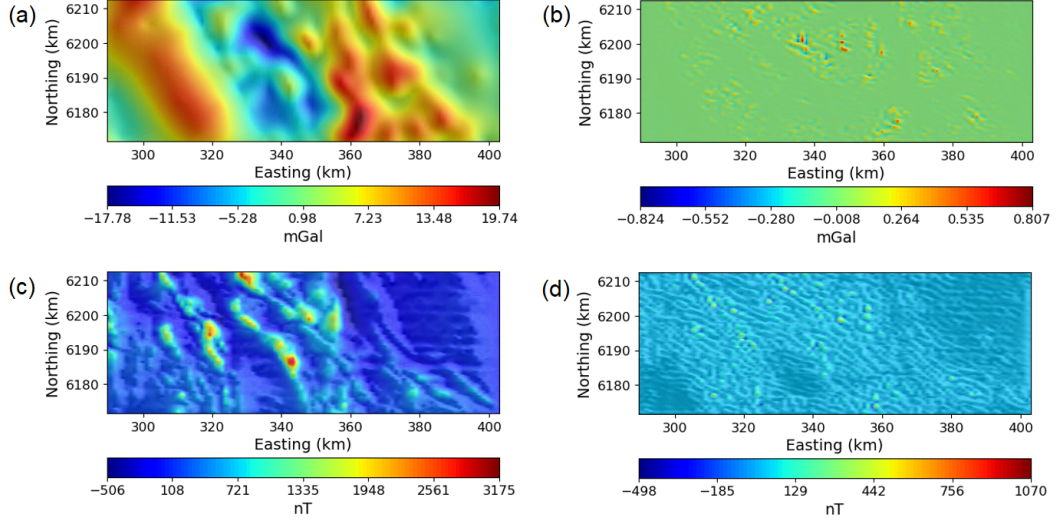 (a)
6210
6200
6190
6180
Northing (km)
300 320 340 360 380 400
Easting (km)
−17.78 −11.53 −5.28 0.98 7.23 13.48 19.74
mGal
(b)
6210
6200
6190
6180
Northing (km)
300 320 340 360 380 400
Easting (km)
−0.824 −0.552 −0.280 −0.008 0.264 0.535 0.807
mGal
(c)
6210
6200
6190
6180
Northing (km)
300 320 340 360 380 400
Easting (km)
−506 108 721 1335 1948 2561 3175
nT
(d)
6210
6200
6190
6180
Northing (km)
300 320 340 360 380 400
Easting (km)
−498 −185 129 442 756 1070
nT